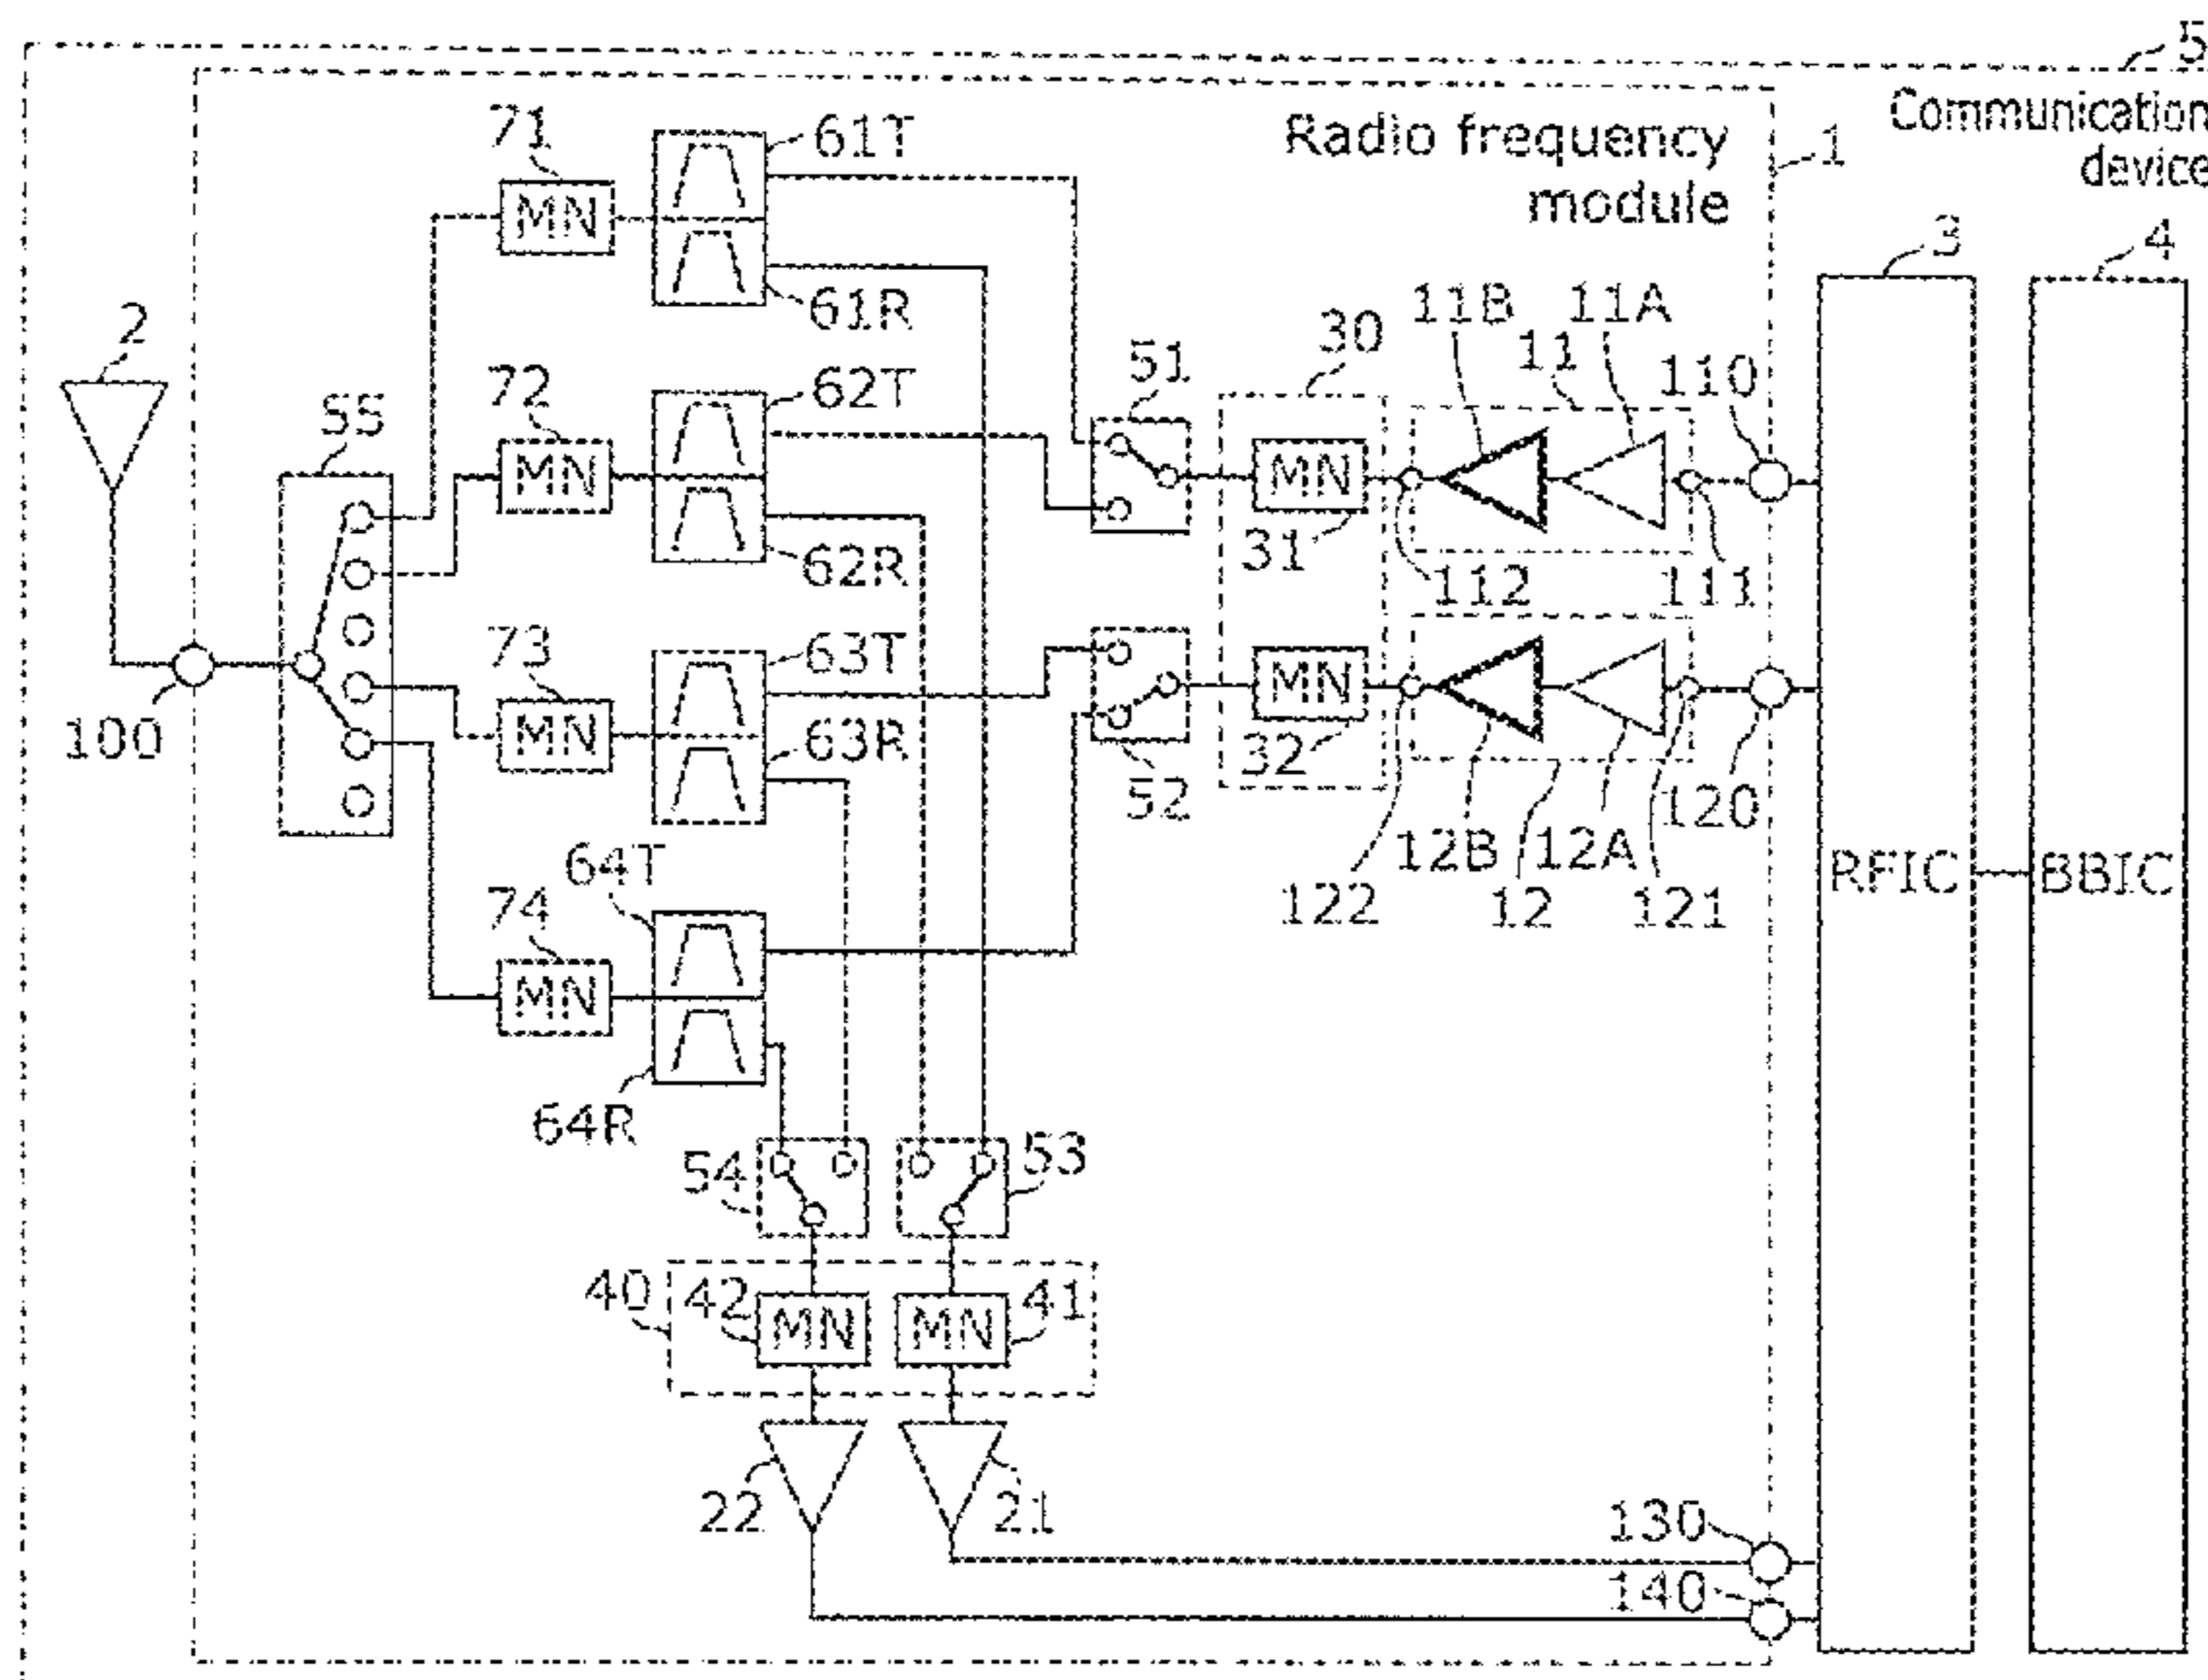 5
Communication
device
Radio frequency
module
1
71
61T
MN
61R
3
4
2
55
72
62T
MN
62R
51
30
11B
11A
11
110
MN
31
112
111
73
63T
MN
63R
100
52
MN
32
120
122
12B
12
12A
121
RFIC
BBIC
64T
74
MN
64R
54
53
40
42
MN
MN
41
22
21
130
140